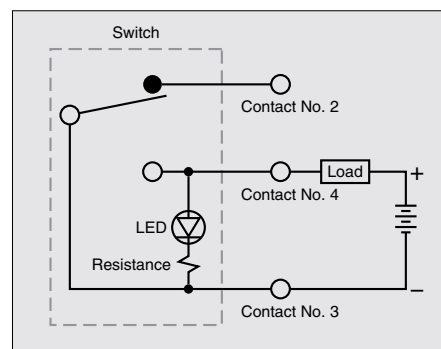 Switch
Contact No. 2
Load
+
Contact No. 4
LED
Resistance
−
Contact No. 3